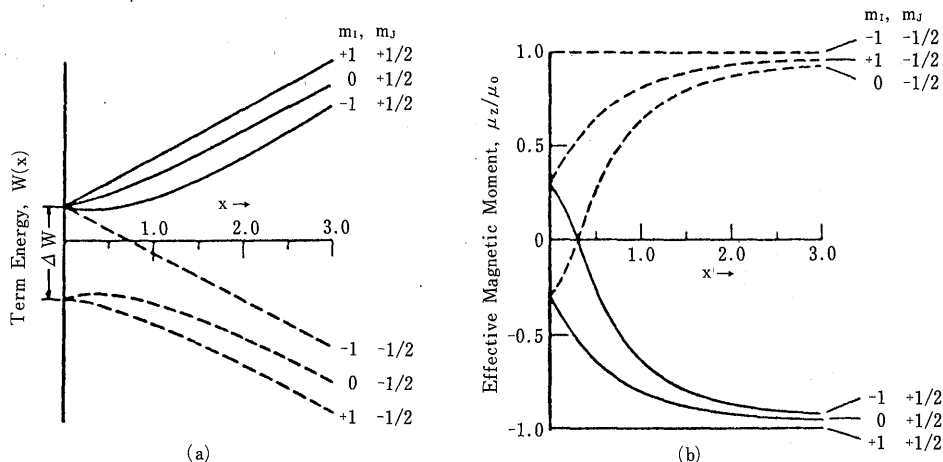 m_I, m_J
+1 +1/2
0 +1/2
-1 +1/2
Term Energy, W(x)
ΔW
x →
1.0 2.0 3.0
-1 -1/2
0 -1/2
+1 -1/2
(a)
m_I, m_J
-1 -1/2
+1 -1/2
0 -1/2
Effective Magnetic Moment, μ_z/μ_o
1.0
0.5
0
-0.5
-1.0
1.0 2.0 3.0
x →
-1 +1/2
0 +1/2
+1 +1/2
(b)